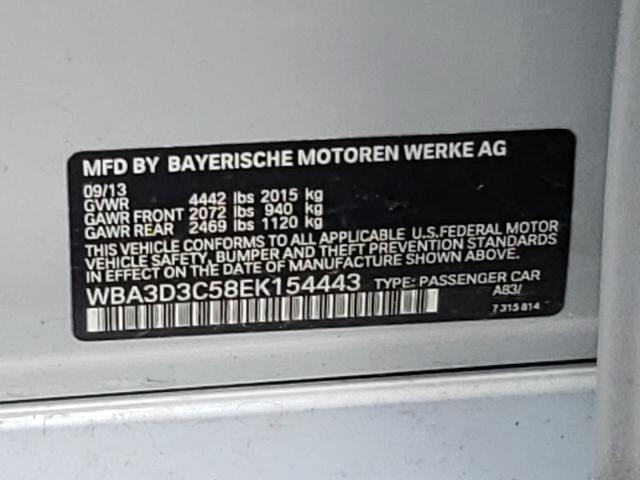 MFD BY BAYERISCHE MOTOREN WERKE AG
09/13
GVWR 4442 lbs 2015 kg
GAWR FRONT 2072 lbs 940 kg
GAWR REAR 2469 lbs 1120 kg
THIS VEHICLE CONFORMS TO ALL APPLICABLE U.S.FEDERAL MOTOR
VEHICLE SAFETY, BUMPER AND THEFT PREVENTION STANDARDS
IN EFFECT ON THE DATE OF MANUFACTURE SHOWN ABOVE.
WBA3D3C58EK154443 TYPE: PASSENGER CAR
A83/
7 315 814